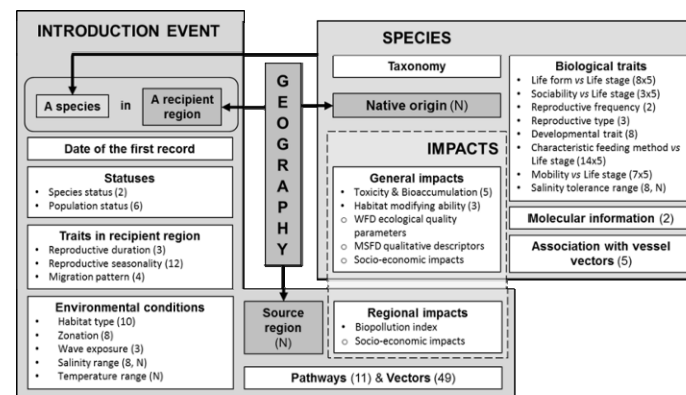 INTRODUCTION EVENT
A species
in
A recipient
region
Date of the first record
Statuses
• Species status (2)
• Population status (6)
Traits in recipient region
• Reproductive duration (3)
• Reproductive seasonality (12)
• Migration pattern (4)
Environmental conditions
• Habitat type (10)
• Zonation (8)
• Wave exposure (3)
• Salinity range (8, N)
• Temperature range (N)
GEOGRAPHY
Source
region
(N)
SPECIES
Taxonomy
Native origin (N)
IMPACTS
General impacts
• Toxicity & Bioaccumulation (5)
• Habitat modifying ability (3)
○ WFD ecological quality
parameters
○ MSFD qualitative descriptors
○ Socio-economic impacts
Regional impacts
• Biopollution index
○ Socio-economic impacts
Pathways (11) & Vectors (49)
Biological traits
• Life form vs Life stage (8x5)
• Sociability vs Life stage (3x5)
• Reproductive frequency (2)
• Reproductive type (3)
• Developmental trait (8)
• Characteristic feeding method vs
Life stage (14x5)
• Mobility vs Life stage (7x5)
• Salinity tolerance range (8, N)
Molecular information (2)
Association with vessel
vectors (5)